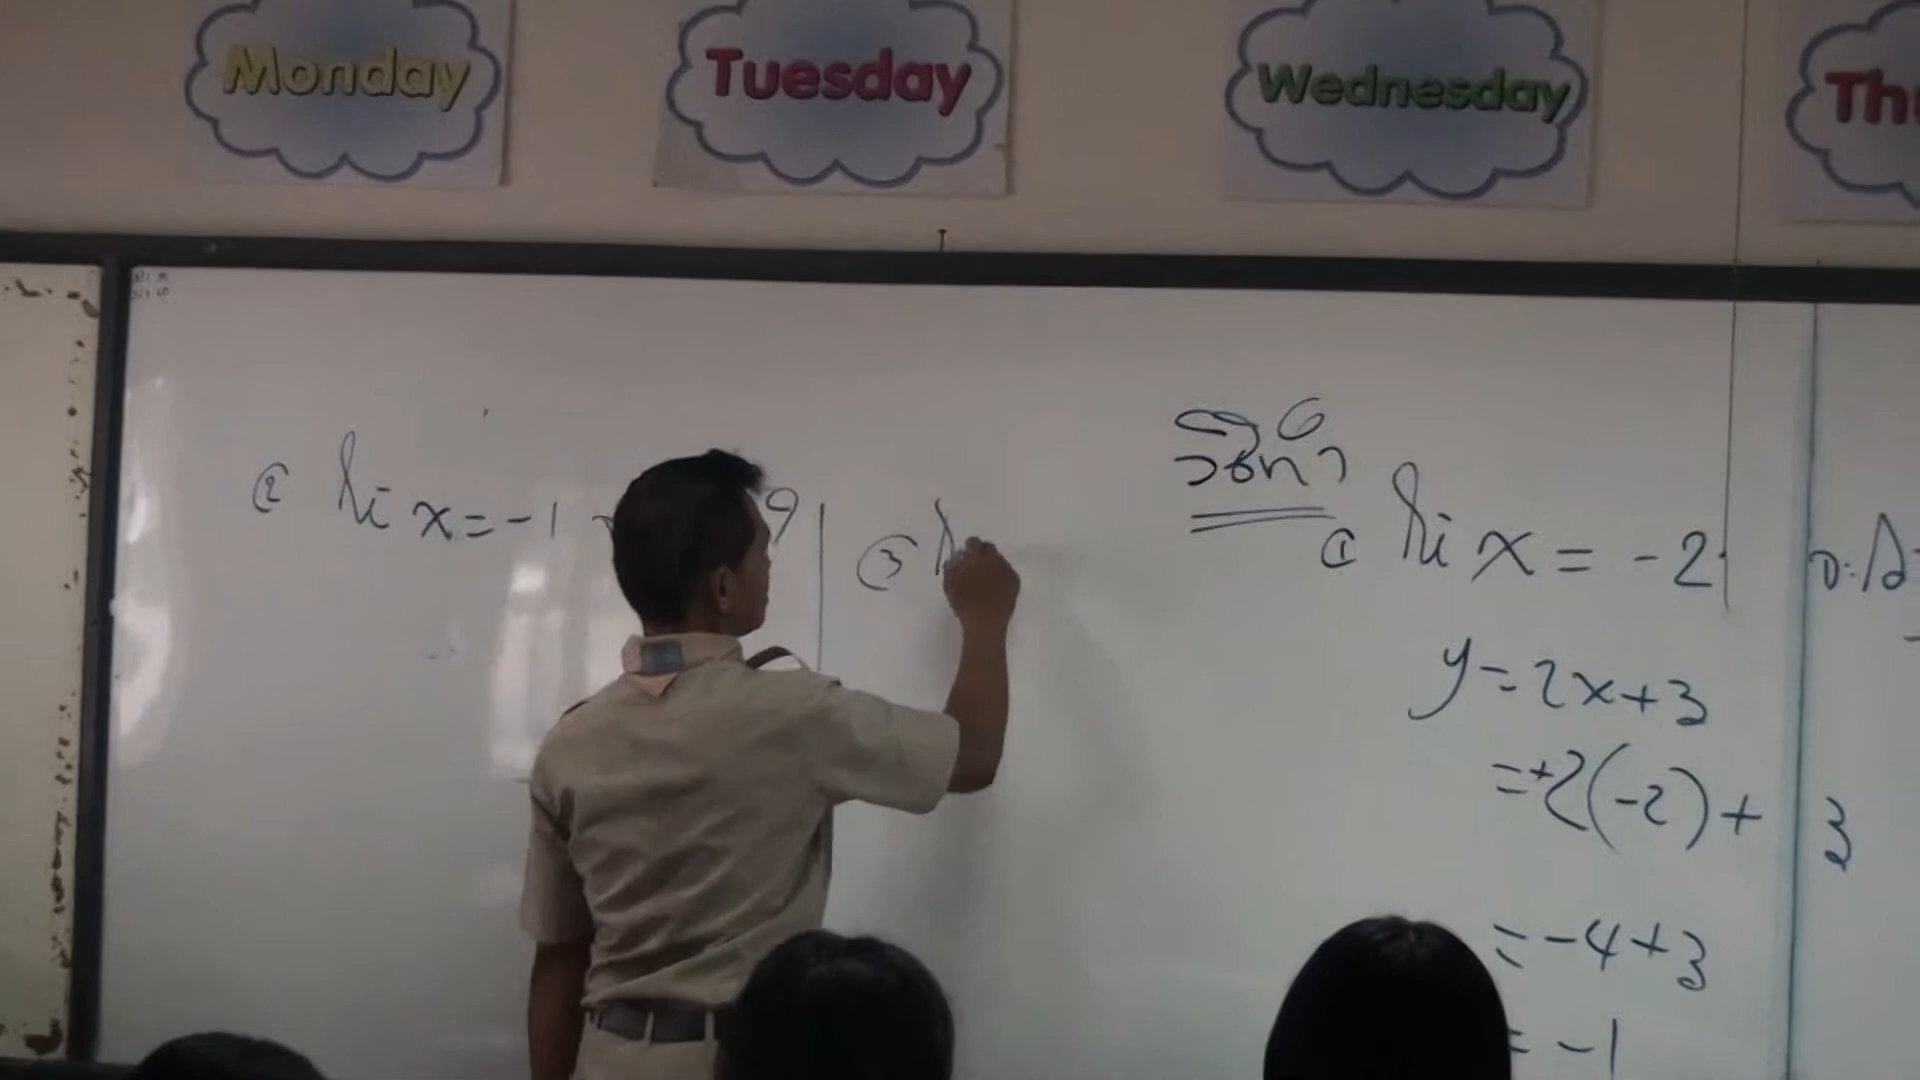 Monday
Tuesday
Wednesday
② ให้ x = -1
③
วิธีทำ
① ให้ x = -2
y = 2x+3
=+2(-2)+ 3
= -4+3
= -1